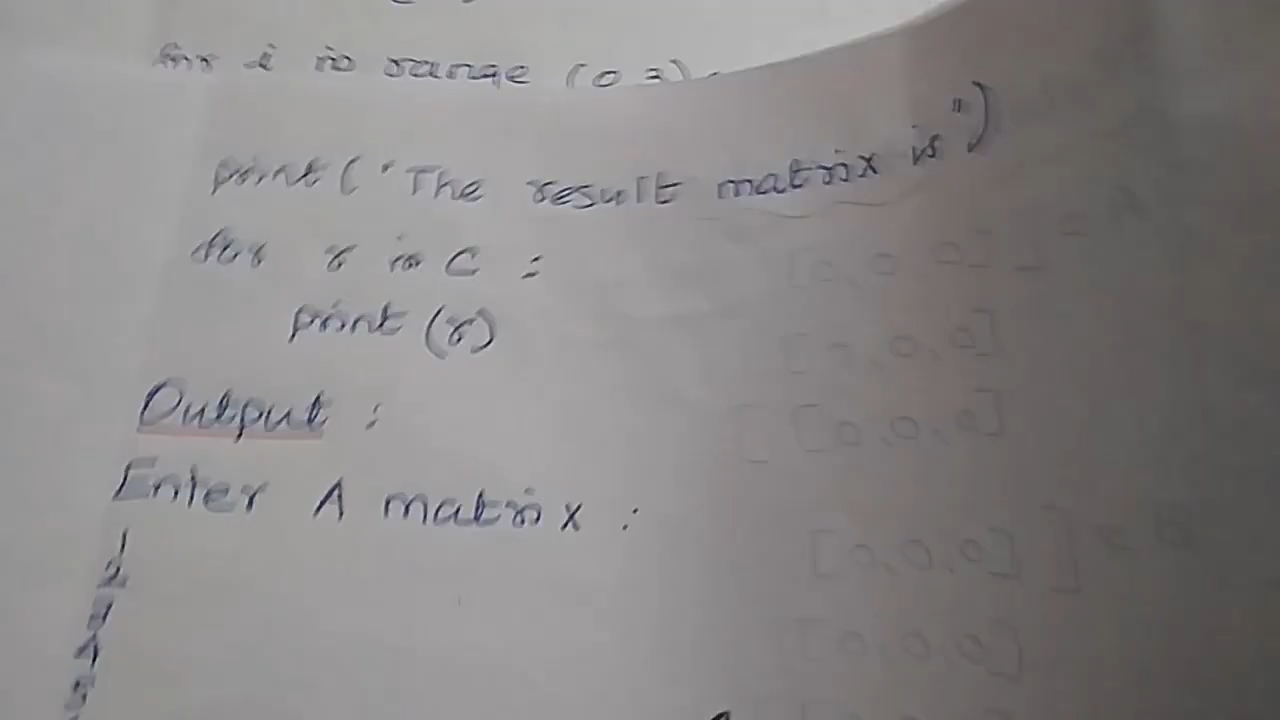 for i in range (0 3)
print ("The result matrix is")
for r in C :
print (r)
Output :
Enter A matrix :
1
2
3
4
5